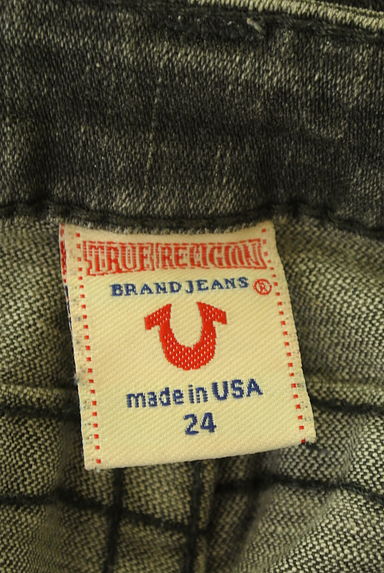 TRUE RELIGION
BRAND JEANS ®
made in USA
24